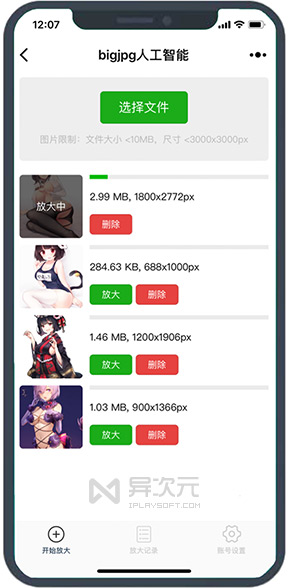 12:07
bigjpg人工智能
选择文件
图片限制：文件大小 <10MB，尺寸 <3000x3000px
放大中
2.99 MB, 1800x2772px
删除
284.63 KB, 688x1000px
放大 删除
1.46 MB, 1200x1906px
放大 删除
1.03 MB, 900x1366px
放大 删除
异次元
IPLAYSOFT.COM
开始放大 放大记录 账号设置